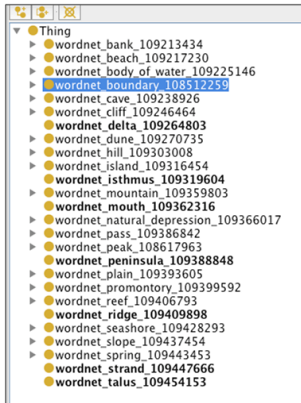 Thing
wordnet_bank_109213434
wordnet_beach_109217230
wordnet_body_of_water_109225146
wordnet_boundary_108512259
wordnet_cave_109238926
wordnet_cliff_109246464
wordnet_delta_109264803
wordnet_dune_109270735
wordnet_hill_109303008
wordnet_island_109316454
wordnet_isthmus_109319604
wordnet_mountain_109359803
wordnet_mouth_109362316
wordnet_natural_depression_109366017
wordnet_pass_109386842
wordnet_peak_108617963
wordnet_peninsula_109388848
wordnet_plain_109393605
wordnet_promontory_109399592
wordnet_reef_109406793
wordnet_ridge_109409898
wordnet_seashore_109428293
wordnet_slope_109437454
wordnet_spring_109443453
wordnet_strand_109447666
wordnet_talus_109454153